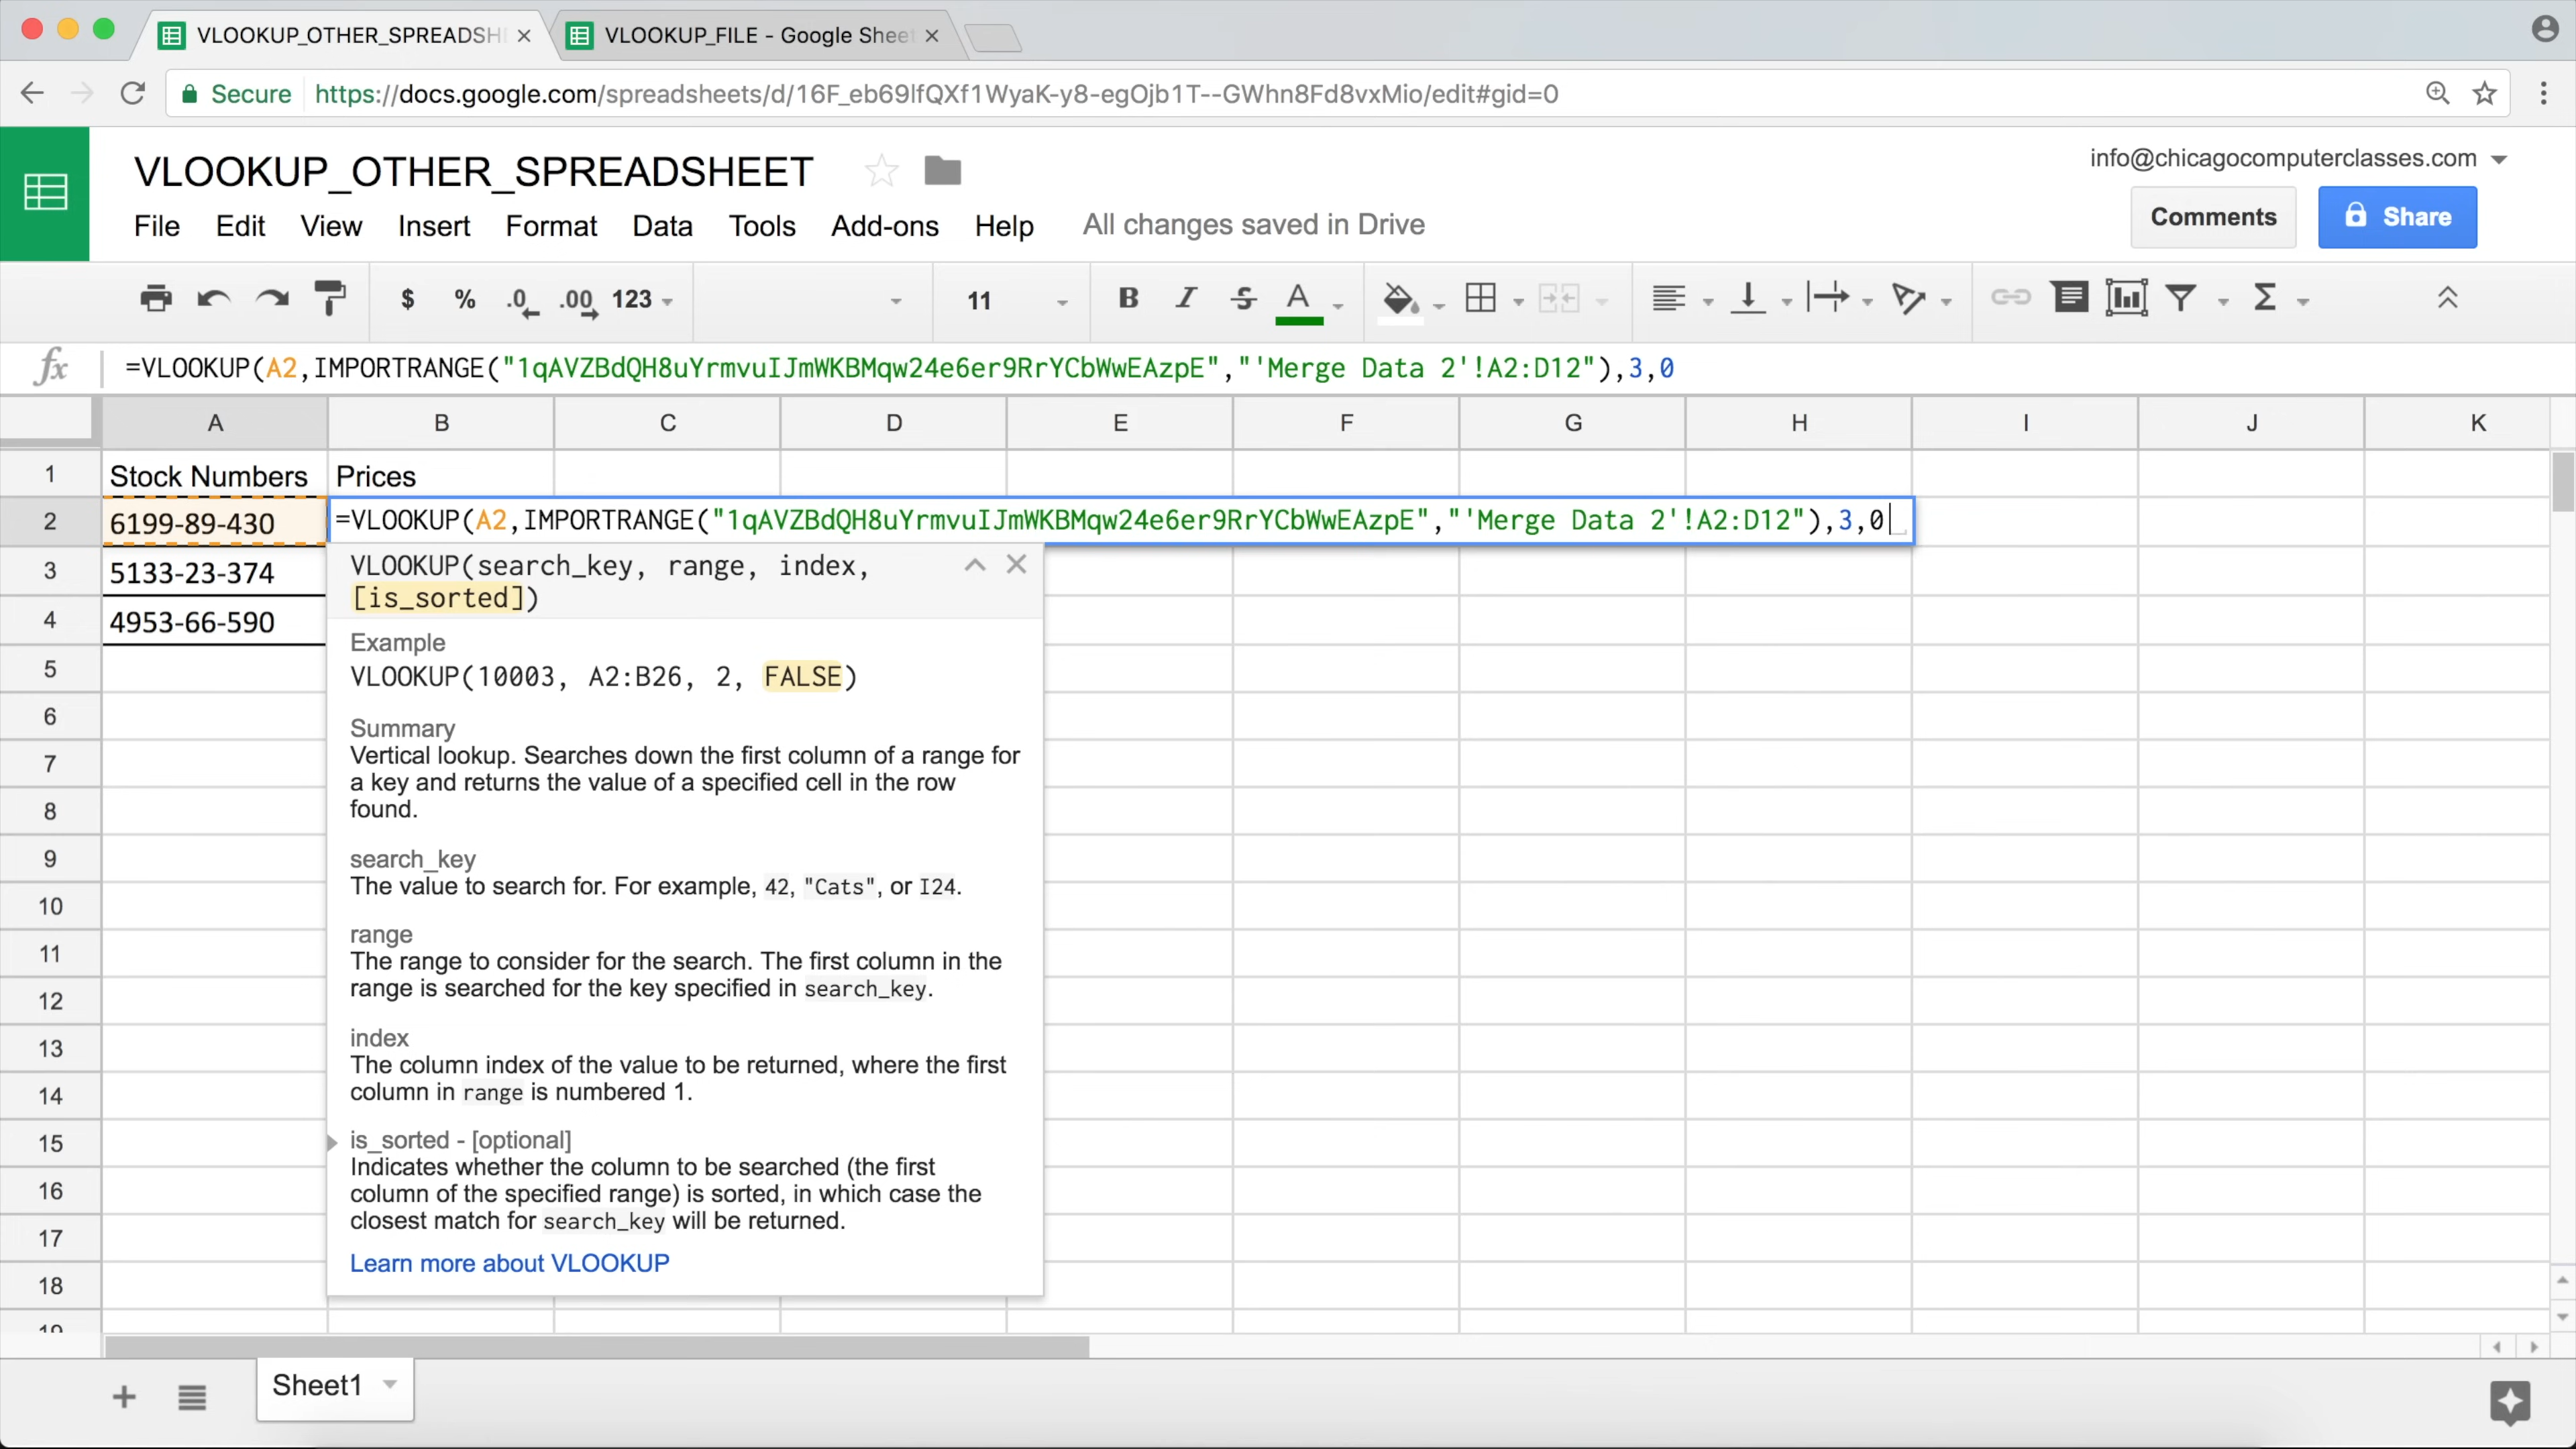 VLOOKUP_OTHER_SPREADSH
VLOOKUP_FILE - Google Sheet
Secure https://docs.google.com/spreadsheets/d/16F_eb69lfQXf1WyaK-y8-egOjb1T--GWhn8Fd8vxMio/edit#gid=0
VLOOKUP_OTHER_SPREADSHEET
info@chicagocomputerclasses.com
File Edit View Insert Format Data Tools Add-ons Help All changes saved in Drive
Comments Share
$ % .0 .00 123 11 B I S A Σ
fx =VLOOKUP(A2,IMPORTRANGE("1qAVZBdQH8uYrmvuIJmWKBMqw24e6er9RrYCbWwEAzpE","'Merge Data 2'!A2:D12"),3,0
A B C D E F G H I J K
1 Stock Numbers Prices
2 6199-89-430 =VLOOKUP(A2,IMPORTRANGE("1qAVZBdQH8uYrmvuIJmWKBMqw24e6er9RrYCbWwEAzpE","'Merge Data 2'!A2:D12"),3,0
3 5133-23-374
4 4953-66-590
5
6
7
8
9
10
11
12
13
14
15
16
17
18
19
VLOOKUP(search_key, range, index,
[is_sorted])
Example
VLOOKUP(10003, A2:B26, 2, FALSE)
Summary
Vertical lookup. Searches down the first column of a range for
a key and returns the value of a specified cell in the row
found.
search_key
The value to search for. For example, 42, "Cats", or I24.
range
The range to consider for the search. The first column in the
range is searched for the key specified in search_key.
index
The column index of the value to be returned, where the first
column in range is numbered 1.
is_sorted - [optional]
Indicates whether the column to be searched (the first
column of the specified range) is sorted, in which case the
closest match for search_key will be returned.
Learn more about VLOOKUP
Sheet1